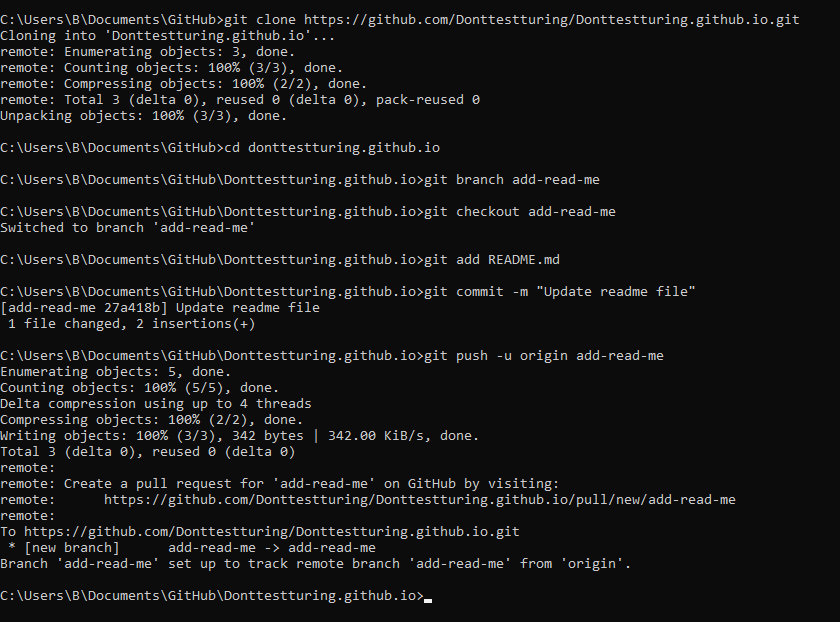 C:\Users\B\Documents\GitHub>git clone https://github.com/Donttestturing/Donttestturing.github.io.git
Cloning into 'Donttestturing.github.io'...
remote: Enumerating objects: 3, done.
remote: Counting objects: 100% (3/3), done.
remote: Compressing objects: 100% (2/2), done.
remote: Total 3 (delta 0), reused 0 (delta 0), pack-reused 0
Unpacking objects: 100% (3/3), done.
C:\Users\B\Documents\GitHub>cd donttestturing.github.io
C:\Users\B\Documents\GitHub\Donttestturing.github.io>git branch add-read-me
C:\Users\B\Documents\GitHub\Donttestturing.github.io>git checkout add-read-me
Switched to branch 'add-read-me'
C:\Users\B\Documents\GitHub\Donttestturing.github.io>git add README.md
C:\Users\B\Documents\GitHub\Donttestturing.github.io>git commit -m "Update readme file"
[add-read-me 27a418b] Update readme file
 1 file changed, 2 insertions(+)
C:\Users\B\Documents\GitHub\Donttestturing.github.io>git push -u origin add-read-me
Enumerating objects: 5, done.
Counting objects: 100% (5/5), done.
Delta compression using up to 4 threads
Compressing objects: 100% (2/2), done.
Writing objects: 100% (3/3), 342 bytes | 342.00 KiB/s, done.
Total 3 (delta 0), reused 0 (delta 0)
remote:
remote: Create a pull request for 'add-read-me' on GitHub by visiting:
remote:      https://github.com/Donttestturing/Donttestturing.github.io/pull/new/add-read-me
remote:
To https://github.com/Donttestturing/Donttestturing.github.io.git
 * [new branch]      add-read-me -> add-read-me
Branch 'add-read-me' set up to track remote branch 'add-read-me' from 'origin'.
C:\Users\B\Documents\GitHub\Donttestturing.github.io>